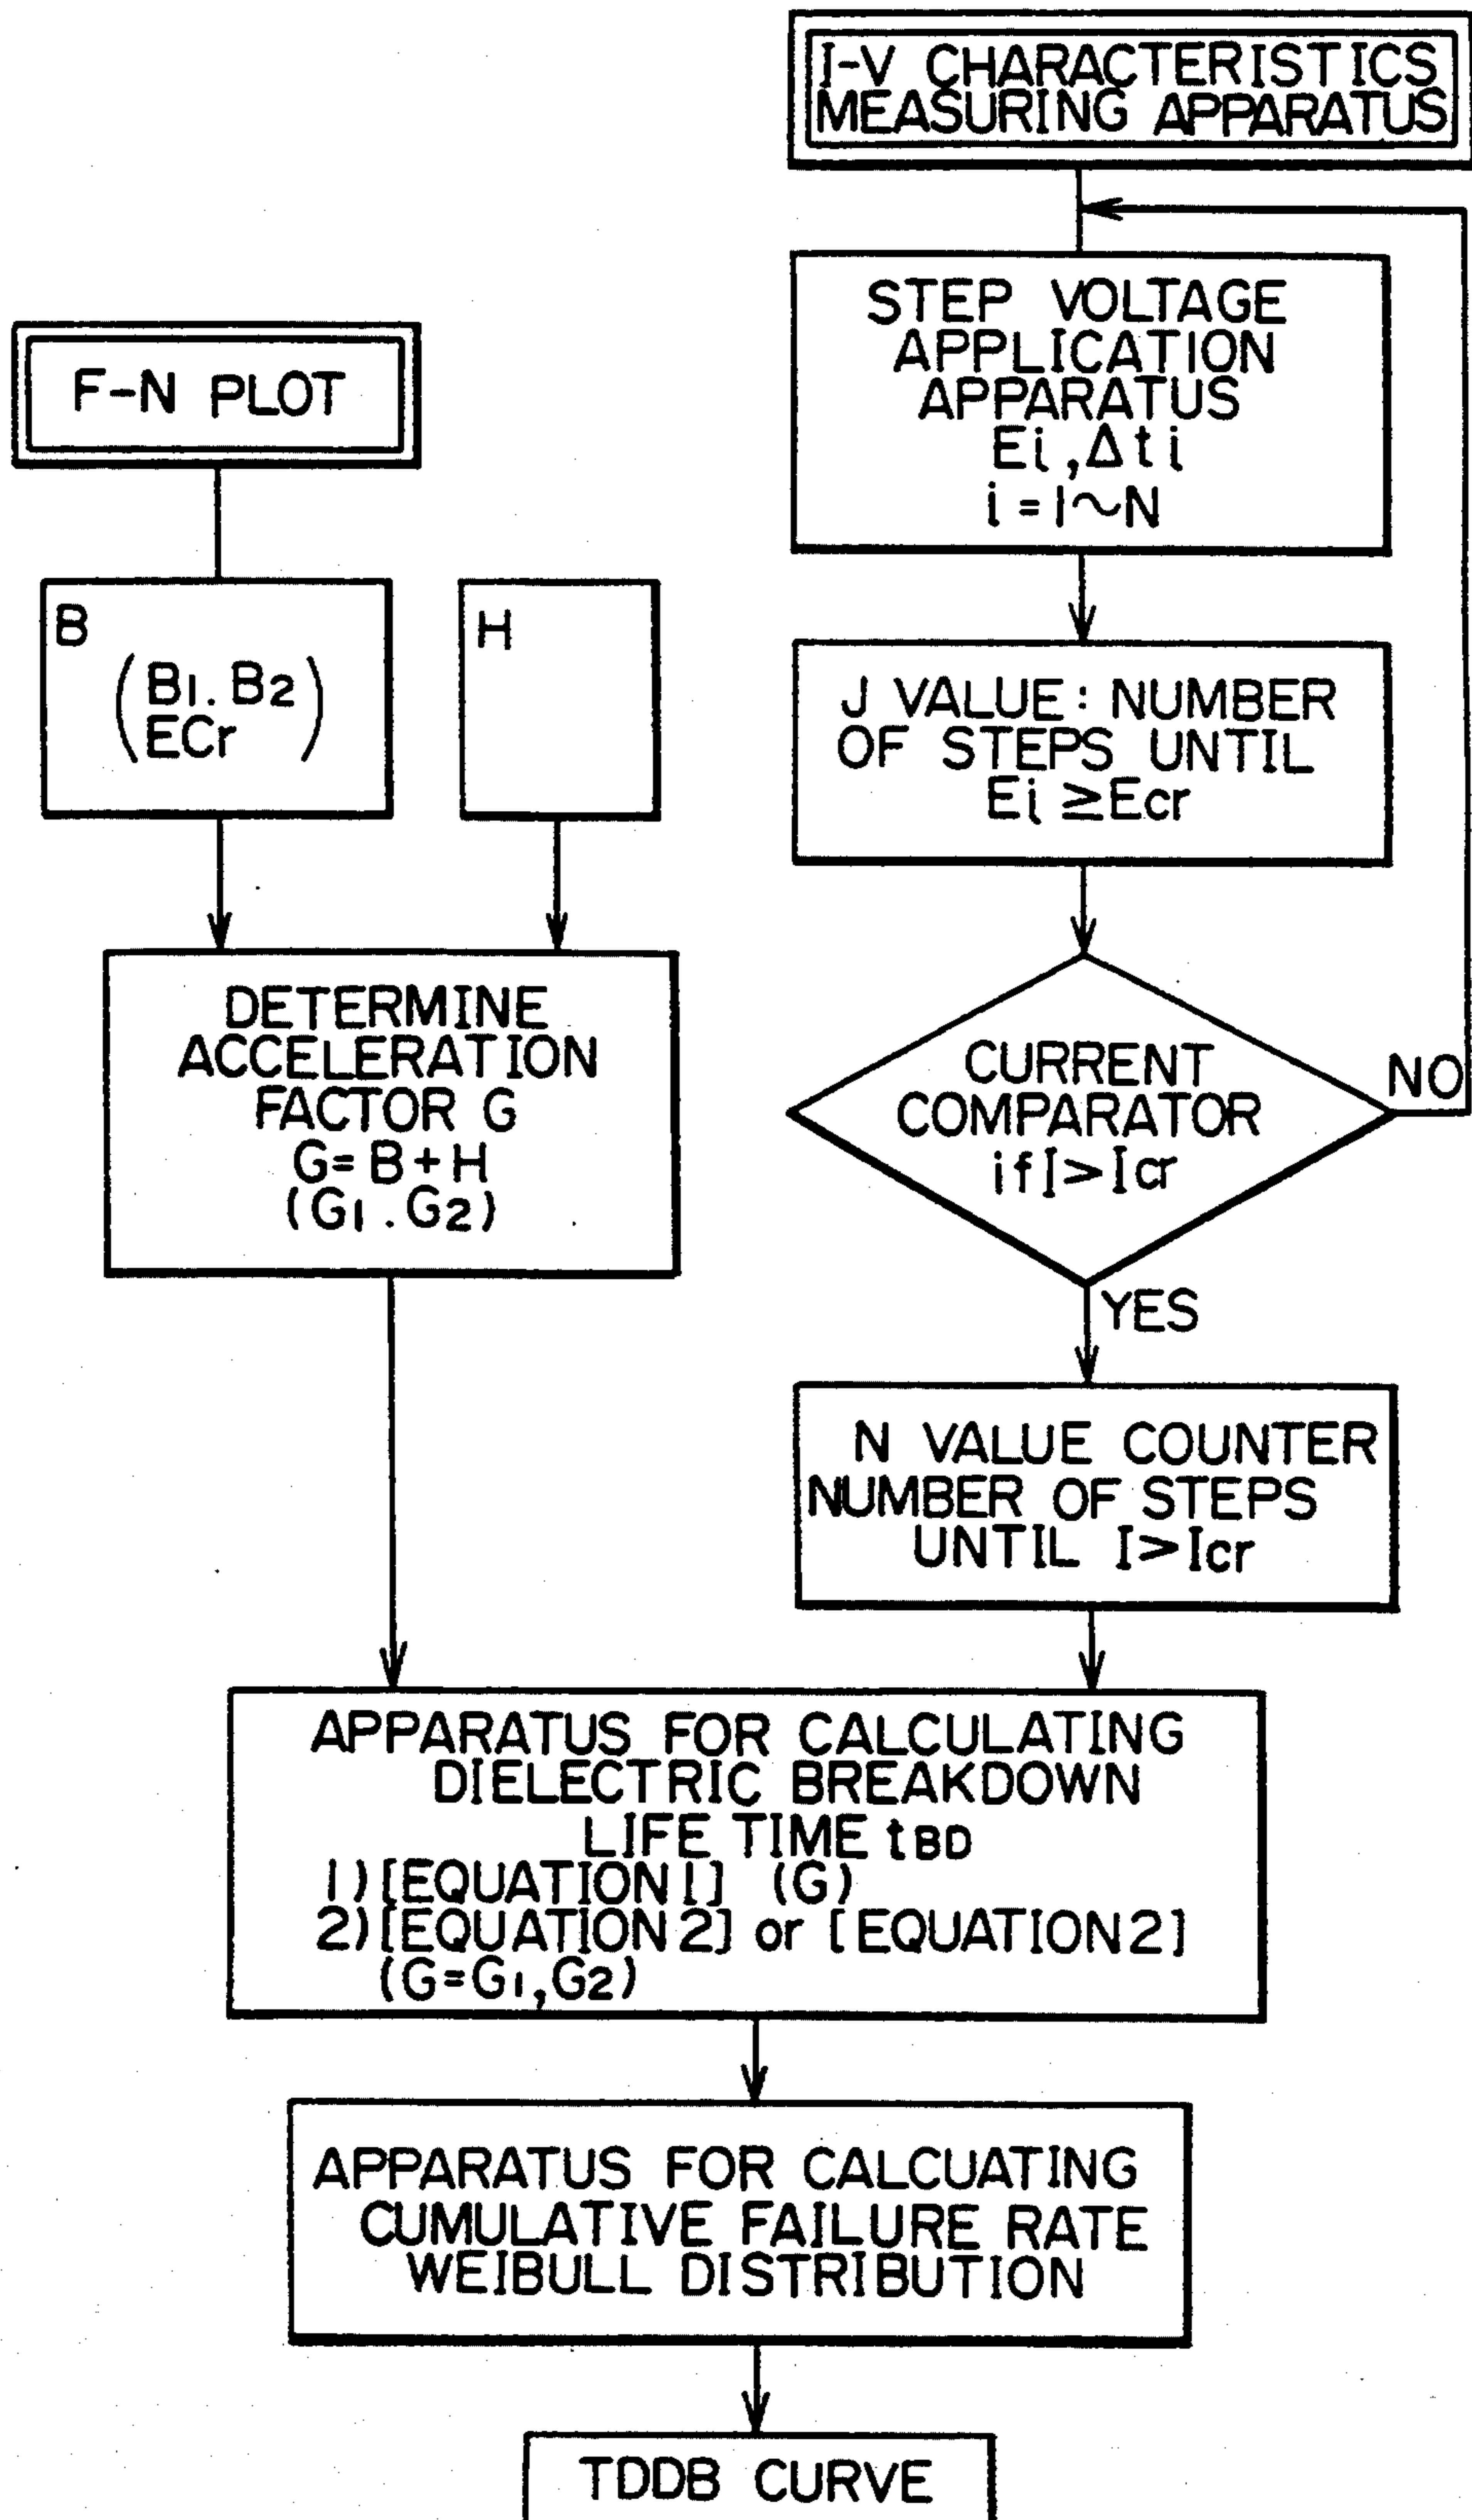 I-V CHARACTERISTICS
MEASURING APPARATUS
STEP VOLTAGE
APPLICATION
APPARATUS
Ei,Δti
i=1~N
F-N PLOT
B
(B1.B2
ECr)
H
J VALUE: NUMBER
OF STEPS UNTIL
Ei ≥Ecr
DETERMINE
ACCELERATION
FACTOR G
G=B+H
(G1.G2)
CURRENT
COMPARATOR
if I>Icr
NO
YES
N VALUE COUNTER
NUMBER OF STEPS
UNTIL I>Icr
APPARATUS FOR CALCULATING
DIELECTRIC BREAKDOWN
LIFE TIME tBD
1)[EQUATION 1] (G)
2)[EQUATION 2] or [EQUATION 2]
(G=G1,G2)
APPARATUS FOR CALCUATING
CUMULATIVE FAILURE RATE
WEIBULL DISTRIBUTION
TDDB CURVE